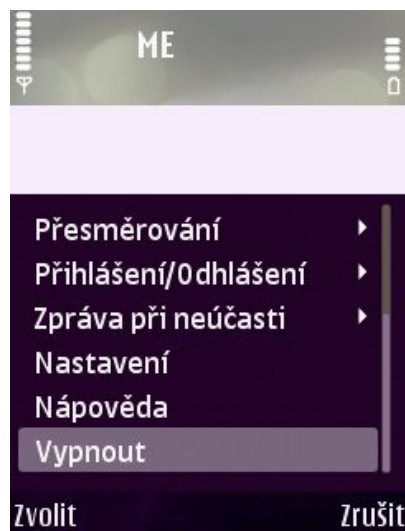 ME
Přesměrování
Přihlášení/Odhlášení
Zpráva při neúčasti
Nastavení
Nápověda
Vypnout
Zvolit Zrušit